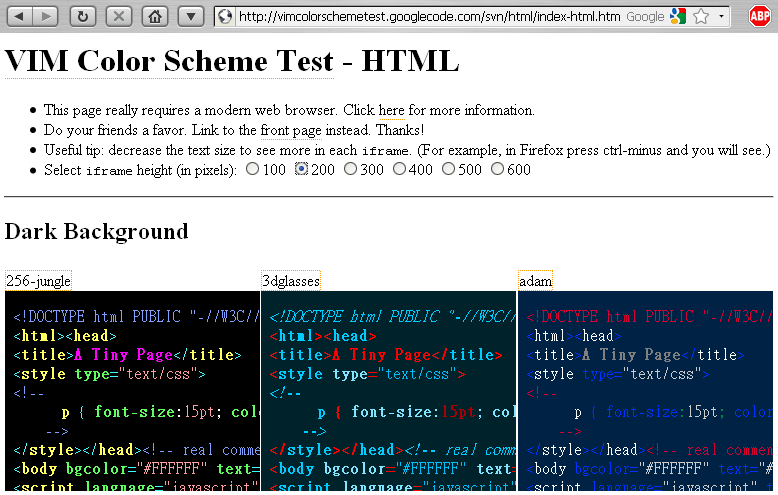 http://vimcolorschemetest.googlecode.com/svn/html/index-html.htm Google ABP
VIM Color Scheme Test - HTML
This page really requires a modern web browser. Click here for more information.
Do your friends a favor. Link to the front page instead. Thanks!
Useful tip: decrease the text size to see more in each iframe. (For example, in Firefox press ctrl-minus and you will see.)
Select iframe height (in pixels): 100 200 300 400 500 600
Dark Background
256-jungle
<!DOCTYPE html PUBLIC "-//W3C//
<html><head>
<title>A Tiny Page</title>
<style type="text/css">
<!--
p { font-size:15pt; colo
-->
</style></head><!-- real comme
<body bgcolor="#FFFFFF" text=
<script language="javascript"
3dglasses
<!DOCTYPE html PUBLIC "-//W3C//
<html><head>
<title>A Tiny Page</title>
<style type="text/css">
<!--
p { font-size:15pt; col
-->
</style></head><!-- real comm
<body bgcolor="#FFFFFF" text=
<script language="javascript"
adam
<!DOCTYPE html PUBLIC "-//W3C/
<html><head>
<title>A Tiny Page</title>
<style type="text/css">
<!--
p { font-size:15pt; color
-->
</style></head><!-- real commen
<body bgcolor="#FFFFFF" text=
<script language="javascript"